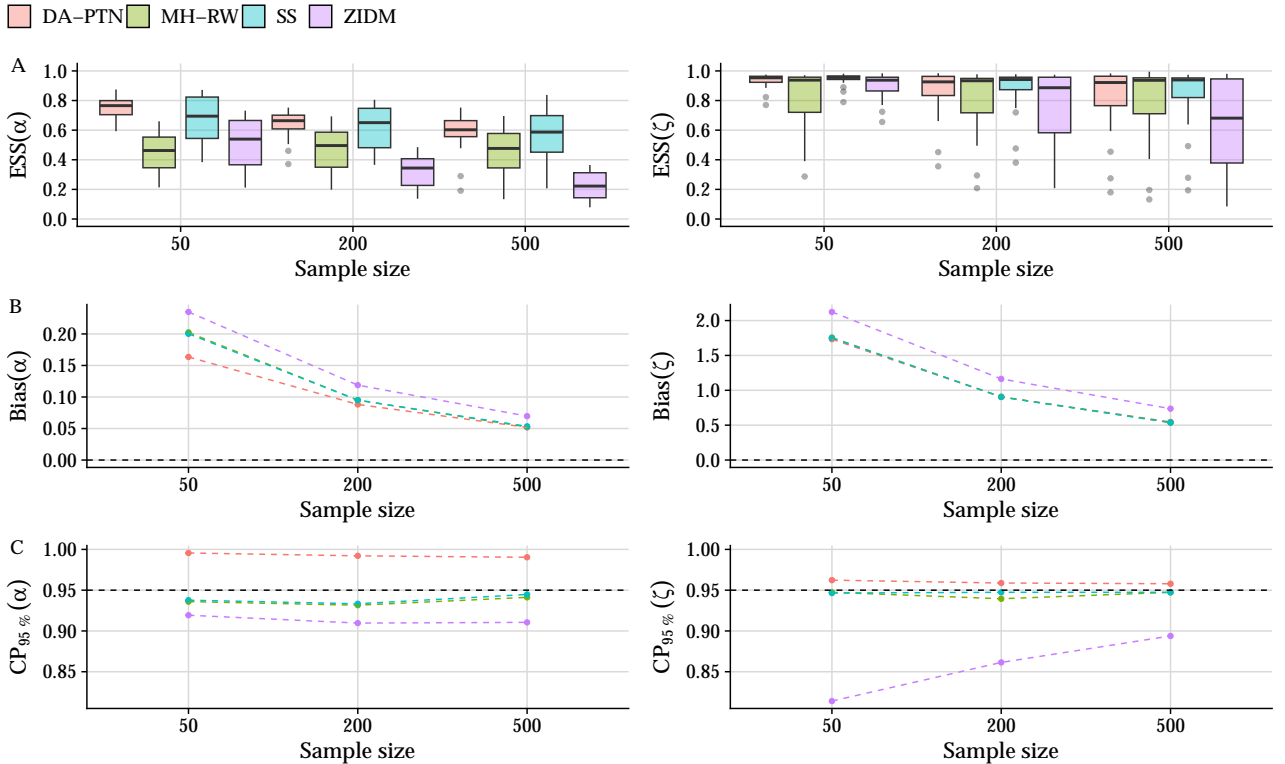 DA−PTN MH−RW SS ZIDM
A
ESS(α)
1.0
0.8
0.6
0.4
0.2
0.0
50 200 500
Sample size
ESS(ζ)
1.0
0.8
0.6
0.4
0.2
0.0
50 200 500
Sample size
B
Bias(α)
0.20
0.15
0.10
0.05
0.00
50 200 500
Sample size
Bias(ζ)
2.0
1.5
1.0
0.5
0.0
50 200 500
Sample size
C
CP95 % (α)
1.00
0.95
0.90
0.85
50 200 500
Sample size
CP95 % (ζ)
1.00
0.95
0.90
0.85
50 200 500
Sample size